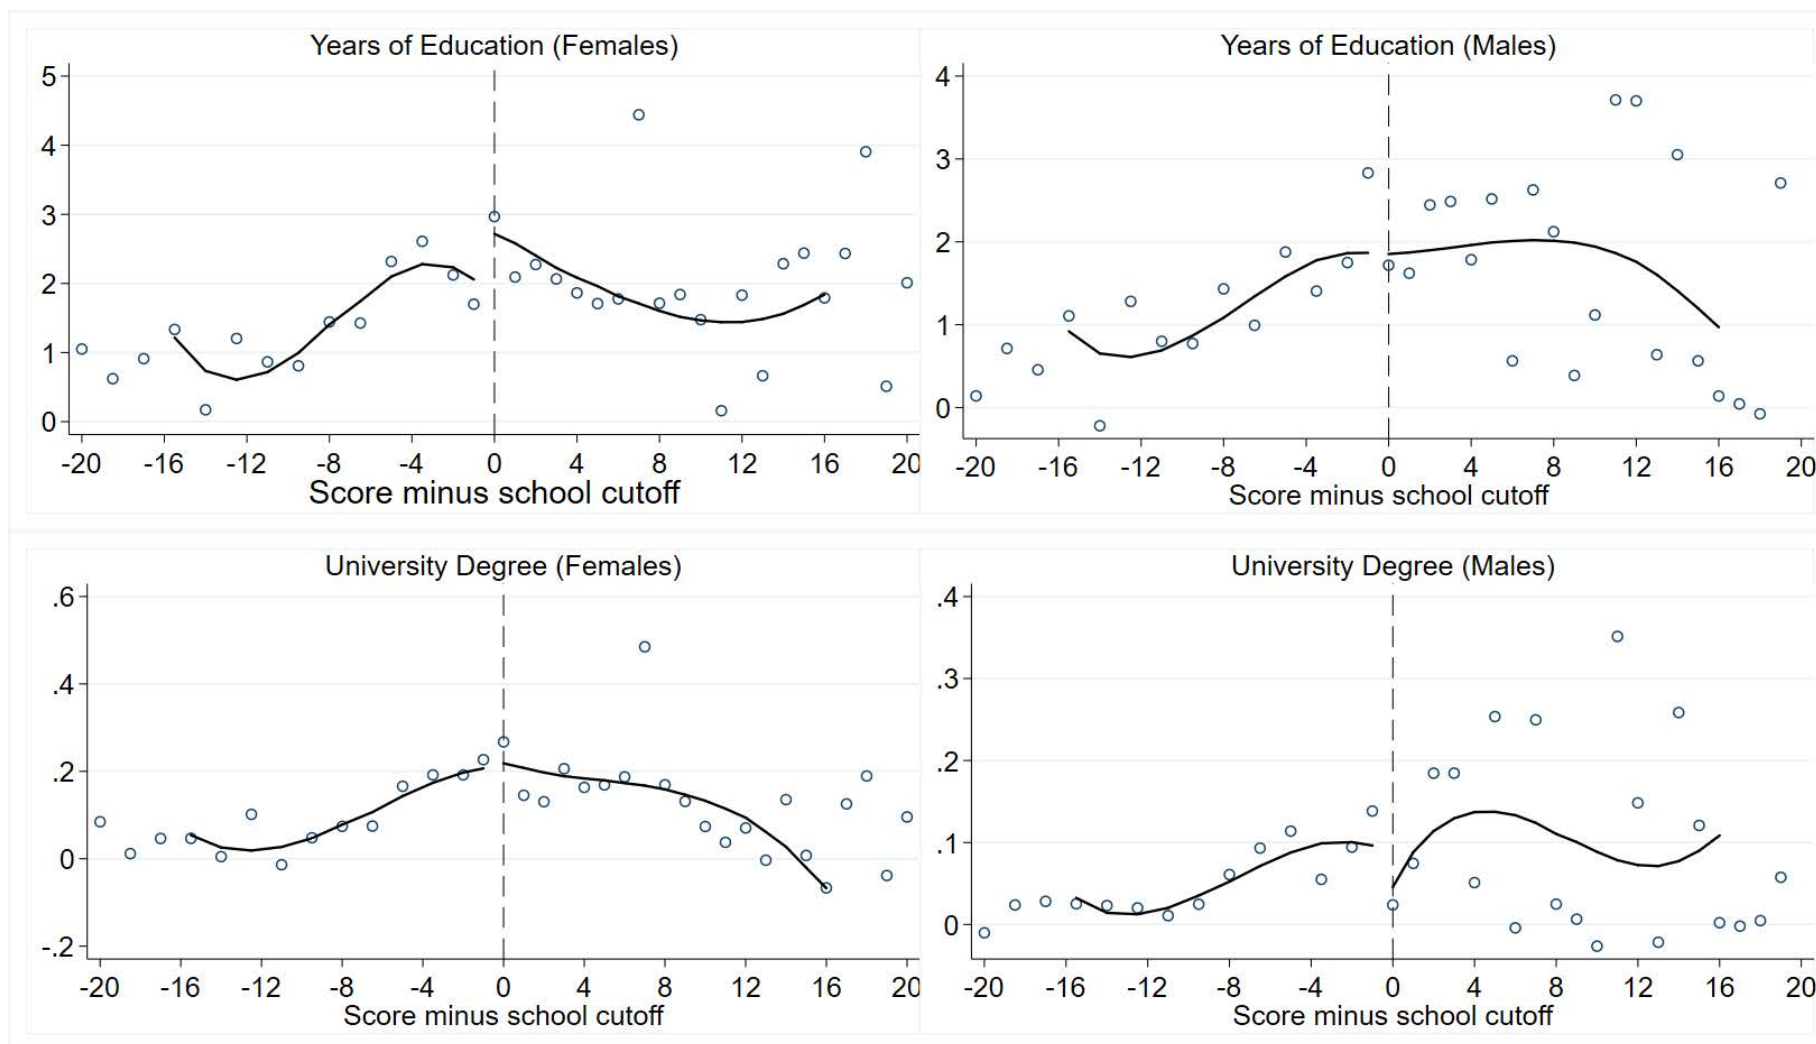 Years of Education (Females)
5
4
3
2
1
0
-20 -16 -12 -8 -4 0 4 8 12 16 20
Score minus school cutoff
Years of Education (Males)
4
3
2
1
0
-20 -16 -12 -8 -4 0 4 8 12 16 20
Score minus school cutoff
University Degree (Females)
.6
.4
.2
0
-.2
-20 -16 -12 -8 -4 0 4 8 12 16 20
Score minus school cutoff
University Degree (Males)
.4
.3
.2
.1
0
-20 -16 -12 -8 -4 0 4 8 12 16 20
Score minus school cutoff